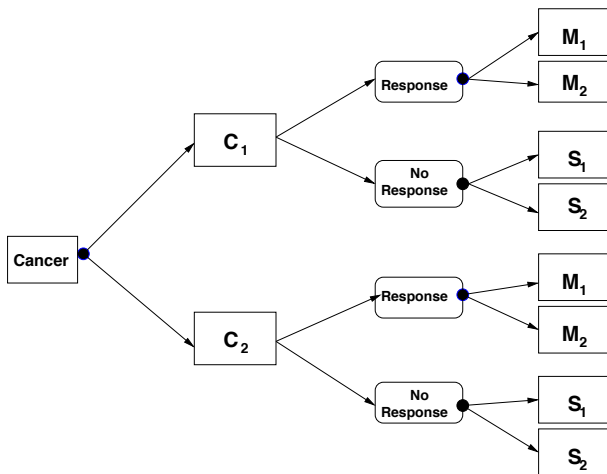 Cancer
C1
C2
Response
No
Response
Response
No
Response
M1
M2
S1
S2
M1
M2
S1
S2